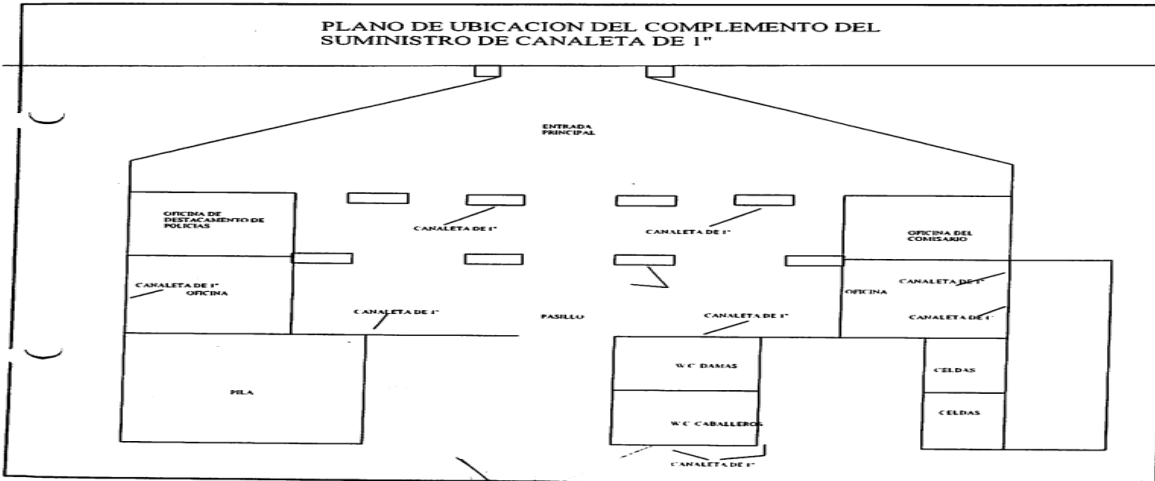 PLANO DE UBICACION DEL COMPLEMENTO DEL
SUMINISTRO DE CANALETA DE 1"
ENTRADA
PRINCIPAL
OFICINA DE
DESTACAMENTO DE
POLICIAS
CANALETA DE 1"
CANALETA DE 1"
OFICINA DEL
COMISARIO
CANALETA DE 1"
OFICINA
CANALETA DE 1"
OFICINA
CANALETA DE 1"
PASILLO
CANALETA DE 1"
CANALETA DE 1"
W C DAMAS
CELDAS
PILA
W C CABALLEROS
CELDAS
CANALETA DE 1"